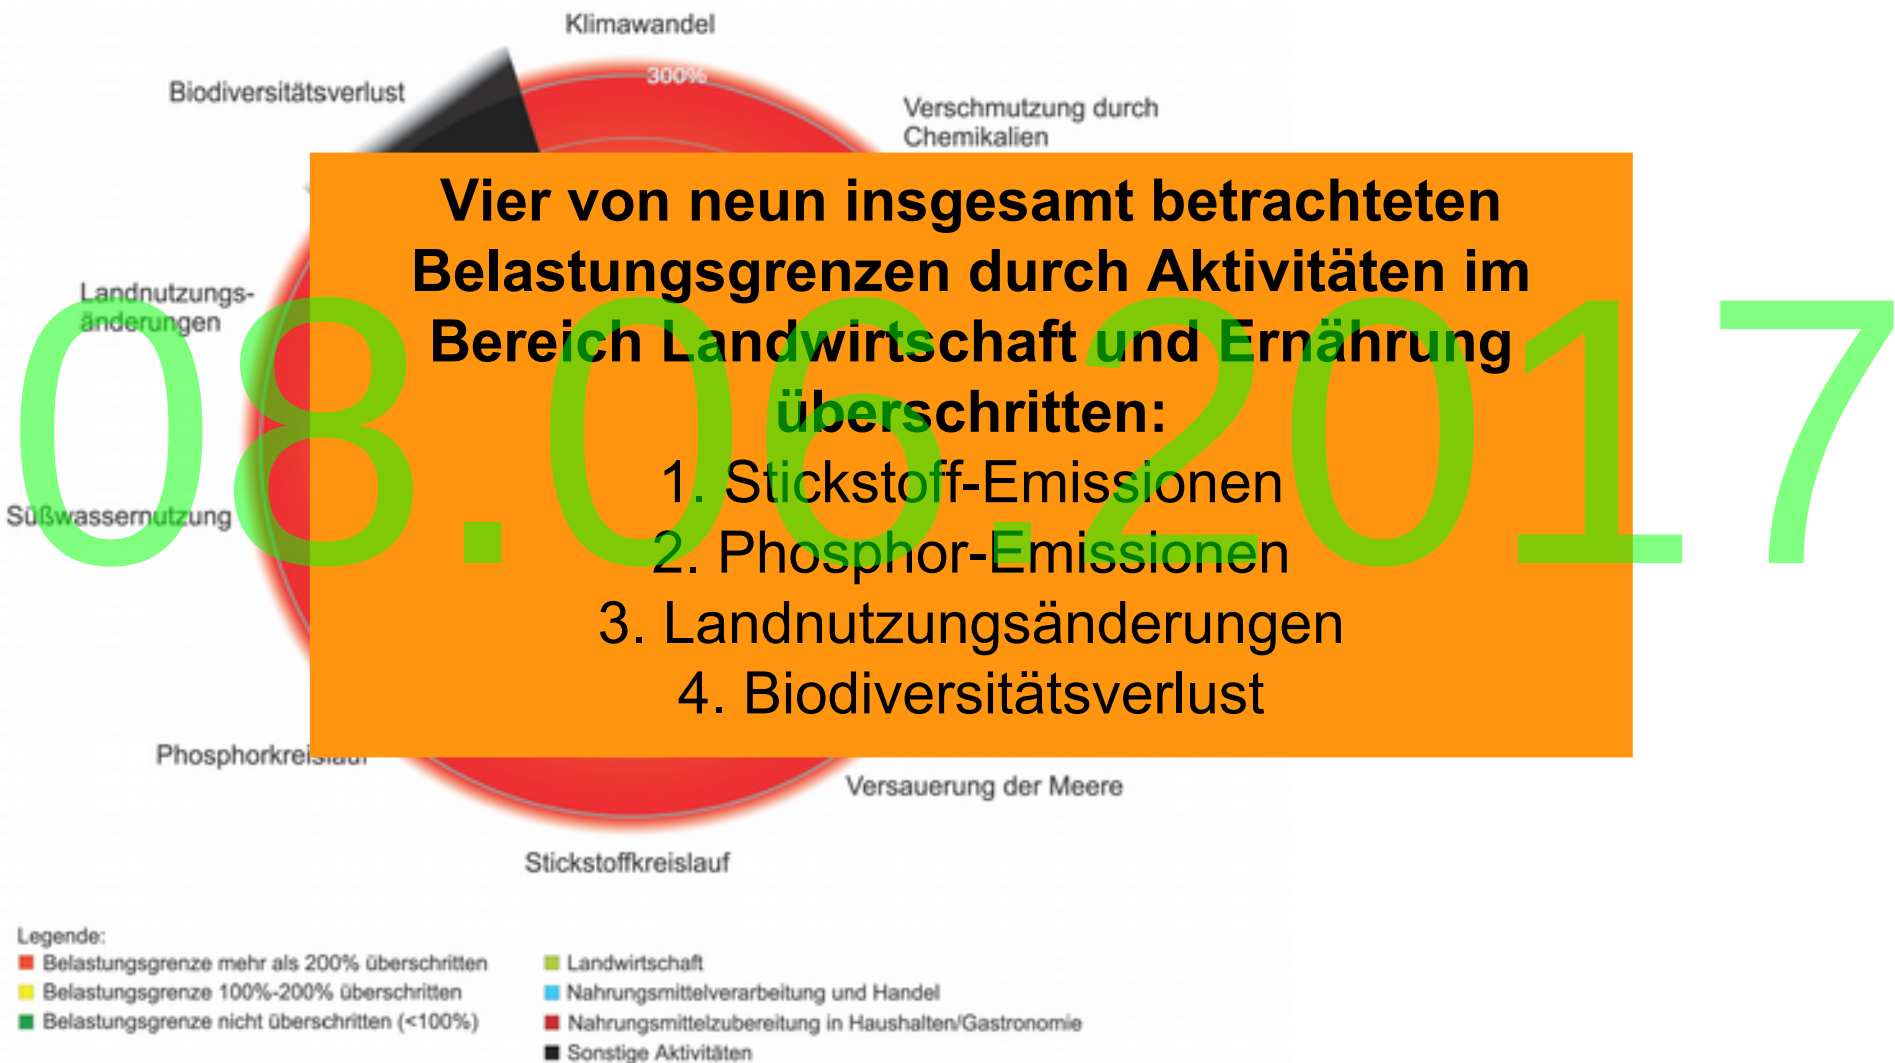 Klimawandel
300%
Biodiversitätsverlust
Verschmutzung durch
Chemikalien
Vier von neun insgesamt betrachteten
Belastungsgrenzen durch Aktivitäten im
Bereich Landwirtschaft und Ernährung
überschritten:
1. Stickstoff-Emissionen
2. Phosphor-Emissionen
3. Landnutzungsänderungen
4. Biodiversitätsverlust
Landnutzungs-
änderungen
08.06.2017
Süßwassernutzung
Phosphorkreislauf
Versauerung der Meere
Stickstoffkreislauf
Legende:
Belastungsgrenze mehr als 200% überschritten
Belastungsgrenze 100%-200% überschritten
Belastungsgrenze nicht überschritten (<100%)
Landwirtschaft
Nahrungsmittelverarbeitung und Handel
Nahrungsmittelzubereitung in Haushalten/Gastronomie
Sonstige Aktivitäten